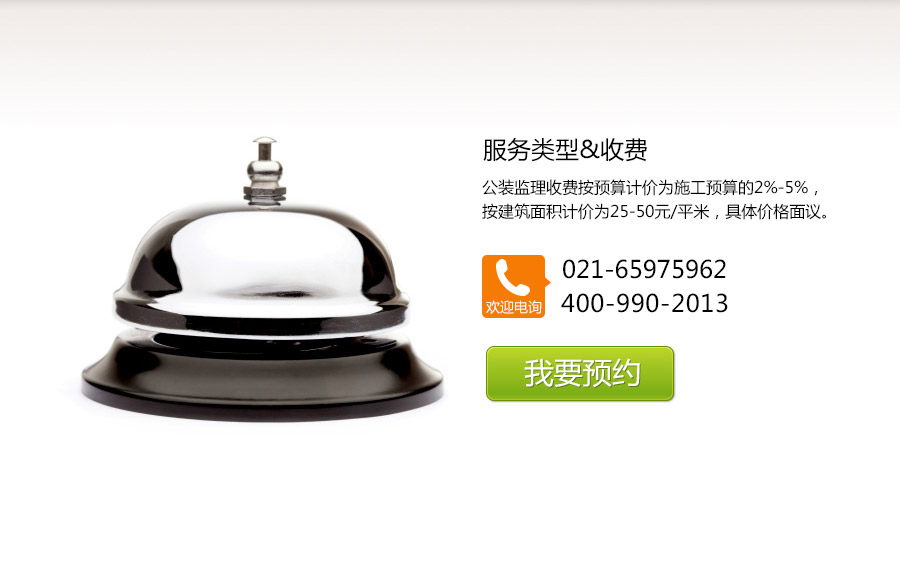 服务类型&收费
公装监理收费按预算计价为施工预算的2%-5%，
按建筑面积计价为25-50元/平米，具体价格面议。
021-65975962
欢迎电询
400-990-2013
我要预约